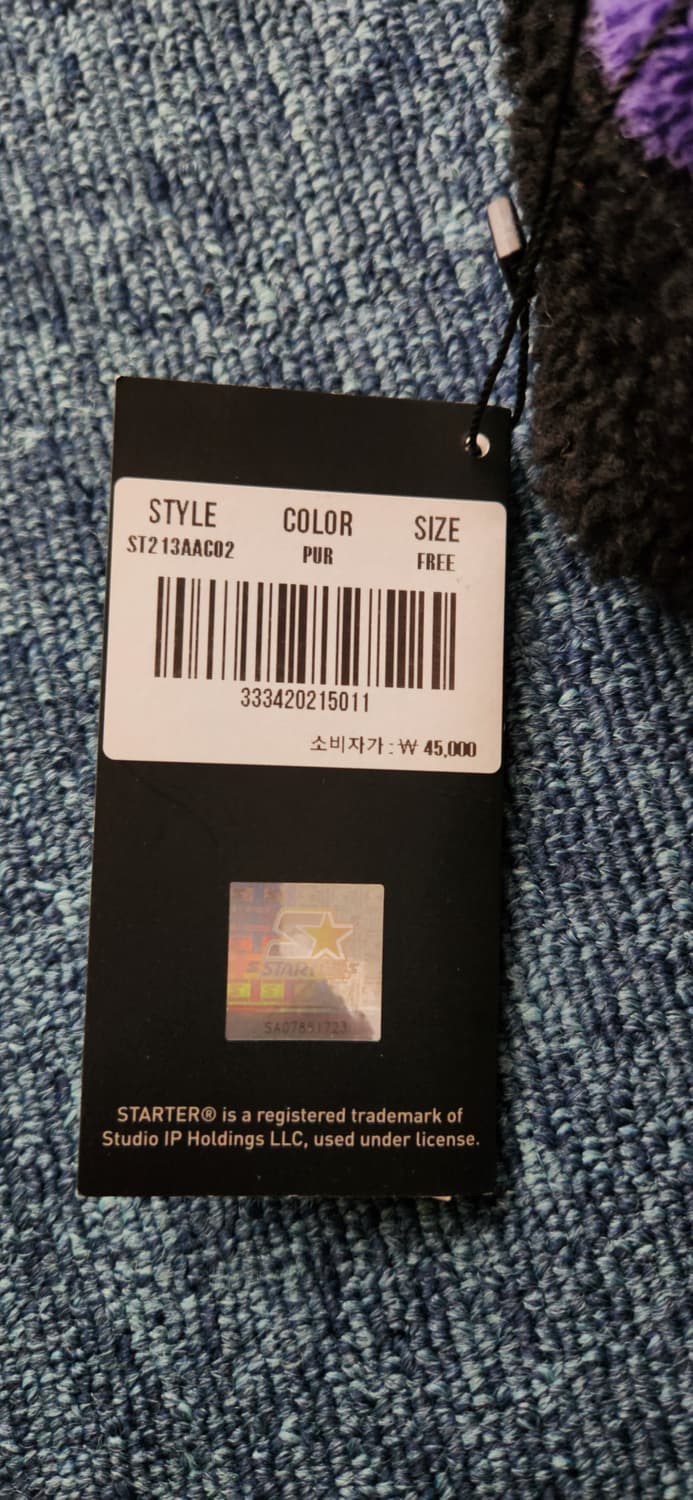 STYLE COLOR SIZE
ST213AAC02 PUR FREE
333420215011
소비자가 : ₩ 45,000
SA07851723
STARTER® is a registered trademark of
Studio IP Holdings LLC, used under license.